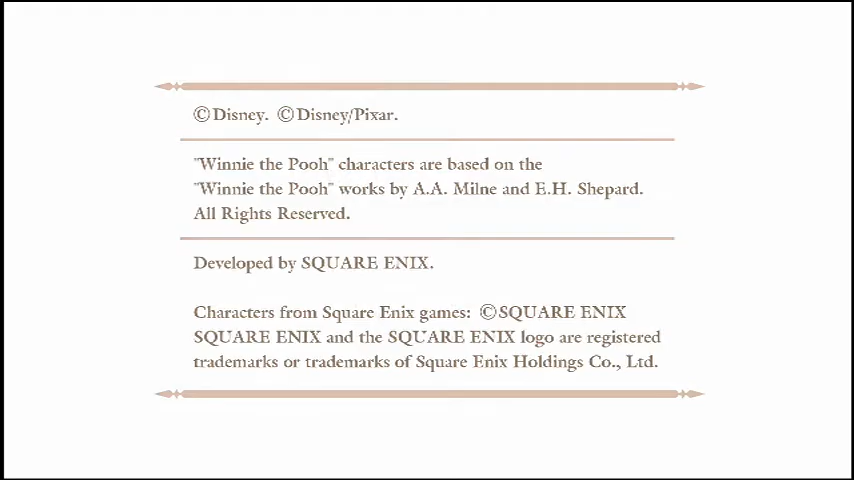 ©Disney. ©Disney/Pixar.
"Winnie the Pooh" characters are based on the
"Winnie the Pooh" works by A.A. Milne and E.H. Shepard.
All Rights Reserved.
Developed by SQUARE ENIX.
Characters from Square Enix games: ©SQUARE ENIX
SQUARE ENIX and the SQUARE ENIX logo are registered
trademarks or trademarks of Square Enix Holdings Co., Ltd.